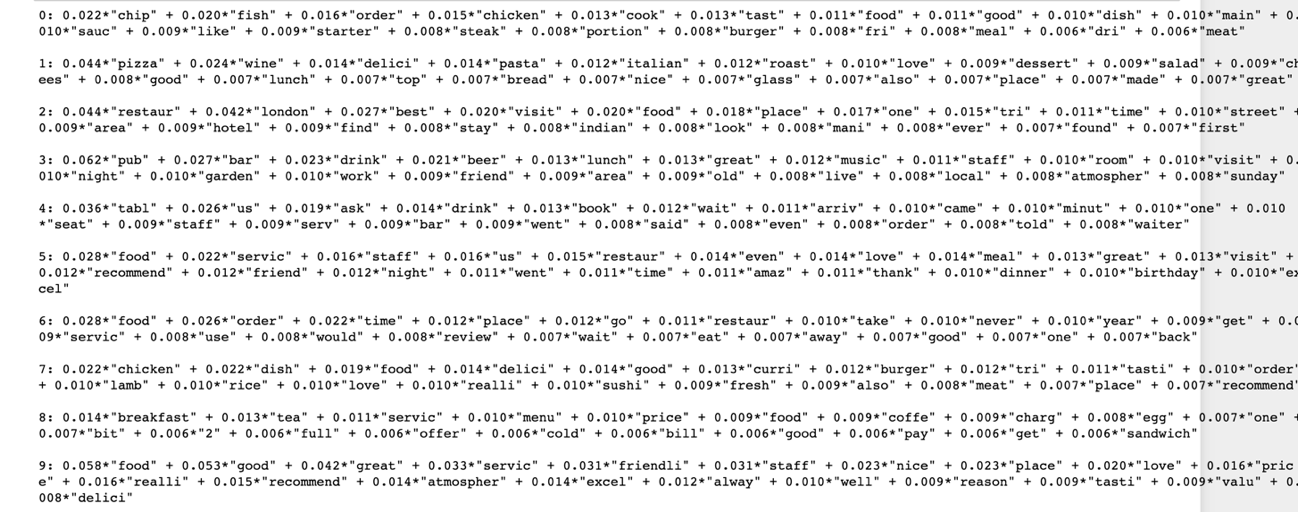 0: 0.022*"chip" + 0.020*"fish" + 0.016*"order" + 0.015*"chicken" + 0.013*"cook" + 0.013*"tast" + 0.011*"food" + 0.011*"good" + 0.010*"dish" + 0.010*"main" + 0.
010*"sauc" + 0.009*"like" + 0.009*"starter" + 0.008*"steak" + 0.008*"portion" + 0.008*"burger" + 0.008*"fri" + 0.008*"meal" + 0.006*"dri" + 0.006*"meat"
1: 0.044*"pizza" + 0.024*"wine" + 0.014*"delici" + 0.014*"pasta" + 0.012*"italian" + 0.012*"roast" + 0.010*"love" + 0.009*"dessert" + 0.009*"salad" + 0.009*"ch
ees" + 0.008*"good" + 0.007*"lunch" + 0.007*"top" + 0.007*"bread" + 0.007*"nice" + 0.007*"glass" + 0.007*"also" + 0.007*"place" + 0.007*"made" + 0.007*"great"
2: 0.044*"restaur" + 0.042*"london" + 0.027*"best" + 0.020*"visit" + 0.020*"food" + 0.018*"place" + 0.017*"one" + 0.015*"tri" + 0.011*"time" + 0.010*"street" +
0.009*"area" + 0.009*"hotel" + 0.009*"find" + 0.008*"stay" + 0.008*"indian" + 0.008*"look" + 0.008*"mani" + 0.008*"ever" + 0.007*"found" + 0.007*"first"
3: 0.062*"pub" + 0.027*"bar" + 0.023*"drink" + 0.021*"beer" + 0.013*"lunch" + 0.013*"great" + 0.012*"music" + 0.011*"staff" + 0.010*"room" + 0.010*"visit" + 0.
010*"night" + 0.010*"garden" + 0.010*"work" + 0.009*"friend" + 0.009*"area" + 0.009*"old" + 0.008*"live" + 0.008*"local" + 0.008*"atmospher" + 0.008*"sunday"
4: 0.036*"tabl" + 0.026*"us" + 0.019*"ask" + 0.014*"drink" + 0.013*"book" + 0.012*"wait" + 0.011*"arriv" + 0.010*"came" + 0.010*"minut" + 0.010*"one" + 0.010
*"seat" + 0.009*"staff" + 0.009*"serv" + 0.009*"bar" + 0.009*"went" + 0.008*"said" + 0.008*"even" + 0.008*"order" + 0.008*"told" + 0.008*"waiter"
5: 0.028*"food" + 0.022*"servic" + 0.016*"staff" + 0.016*"us" + 0.015*"restaur" + 0.014*"even" + 0.014*"love" + 0.014*"meal" + 0.013*"great" + 0.013*"visit" +
0.012*"recommend" + 0.012*"friend" + 0.012*"night" + 0.011*"went" + 0.011*"time" + 0.011*"amaz" + 0.011*"thank" + 0.010*"dinner" + 0.010*"birthday" + 0.010*"ex
cel"
6: 0.028*"food" + 0.026*"order" + 0.022*"time" + 0.012*"place" + 0.012*"go" + 0.011*"restaur" + 0.010*"take" + 0.010*"never" + 0.010*"year" + 0.009*"get" + 0.0
09*"servic" + 0.008*"use" + 0.008*"would" + 0.008*"review" + 0.007*"wait" + 0.007*"eat" + 0.007*"away" + 0.007*"good" + 0.007*"one" + 0.007*"back"
7: 0.022*"chicken" + 0.022*"dish" + 0.019*"food" + 0.014*"delici" + 0.014*"good" + 0.013*"curri" + 0.012*"burger" + 0.012*"tri" + 0.011*"tasti" + 0.010*"order"
+ 0.010*"lamb" + 0.010*"rice" + 0.010*"love" + 0.010*"realli" + 0.010*"sushi" + 0.009*"fresh" + 0.009*"also" + 0.008*"meat" + 0.007*"place" + 0.007*"recommend"
8: 0.014*"breakfast" + 0.013*"tea" + 0.011*"servic" + 0.010*"menu" + 0.010*"price" + 0.009*"food" + 0.009*"coffe" + 0.009*"charg" + 0.008*"egg" + 0.007*"one" +
0.007*"bit" + 0.006*"2" + 0.006*"full" + 0.006*"offer" + 0.006*"cold" + 0.006*"bill" + 0.006*"good" + 0.006*"pay" + 0.006*"get" + 0.006*"sandwich"
9: 0.058*"food" + 0.053*"good" + 0.042*"great" + 0.033*"servic" + 0.031*"friendli" + 0.031*"staff" + 0.023*"nice" + 0.023*"place" + 0.020*"love" + 0.016*"pric
e" + 0.016*"realli" + 0.015*"recommend" + 0.014*"atmospher" + 0.014*"excel" + 0.012*"alway" + 0.010*"well" + 0.009*"reason" + 0.009*"tasti" + 0.009*"valu" + 0.
008*"delici"